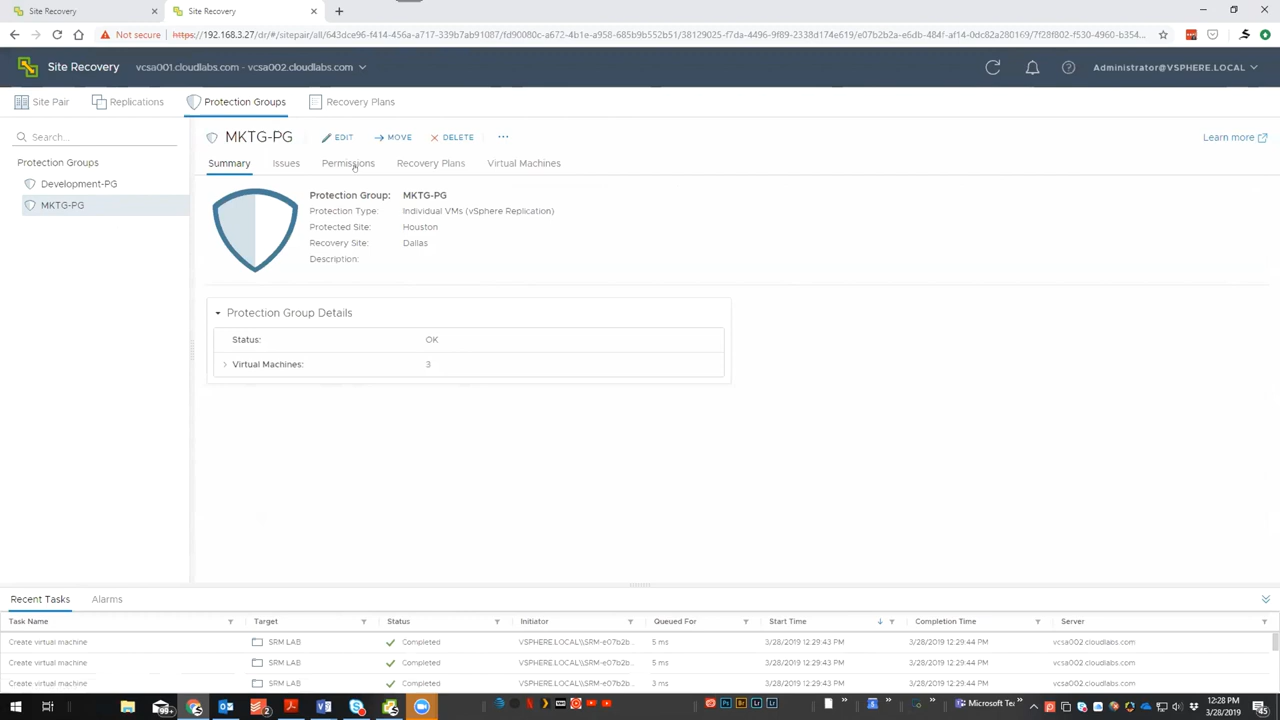 Site Recovery
Site Recovery
Not secure
https://192.168.3.27/dr/#/sitepair/all/643dce96-f414-456a-a717-339b7ab91087/fd90080c-ac5c-4dc6-b0cb-b942451bbb51/38129025-f7da-4496-9f89-2338d174e619/e07b2b2a-e6db-484f-af14-0dc82a280169/7f28f802-f530-4960-b354...
Site Recovery vcsa001.cloudlabs.com - vcsa002.cloudlabs.com
Administrator@VSPHERE.LOCAL
Site Pair Replications Protection Groups Recovery Plans
Search...
MKTG-PG EDIT MOVE DELETE ...
Learn more
Protection Groups
Summary Issues Permissions Recovery Plans Virtual Machines
Development-PG
MKTG-PG
Protection Group: MKTG-PG
Protection Type: Individual VMs (vSphere Replication)
Protected Site: Houston
Recovery Site: Dallas
Description:
Protection Group Details
Status: OK
Virtual Machines: 3
Recent Tasks Alarms
Task Name Target Status Initiator Queued For Start Time Completion Time Server
Create virtual machine SRM LAB Completed VSPHERE.LOCAL\\SRM-e07b2b... 5 ms 3/28/2019 12:29:43 PM 3/28/2019 12:29:44 PM vcsa002.cloudlabs.com
Create virtual machine SRM LAB Completed VSPHERE.LOCAL\\SRM-e07b2b... 5 ms 3/28/2019 12:29:43 PM 3/28/2019 12:29:44 PM vcsa002.cloudlabs.com
Create virtual machine SRM LAB Completed VSPHERE.LOCAL\\SRM-e07b2b... 3 ms 3/28/2019 12:29:43 PM 3/28/2019 12:29:44 PM vcsa002.cloudlabs.com
99+
2
Microsoft Te
12:28 PM
3/28/2019
45